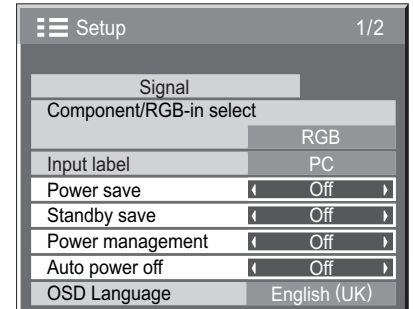 Setup 1/2
Signal
Component/RGB-in select
RGB
Input label PC
Power save Off
Standby save Off
Power management Off
Auto power off Off
OSD Language English (UK)